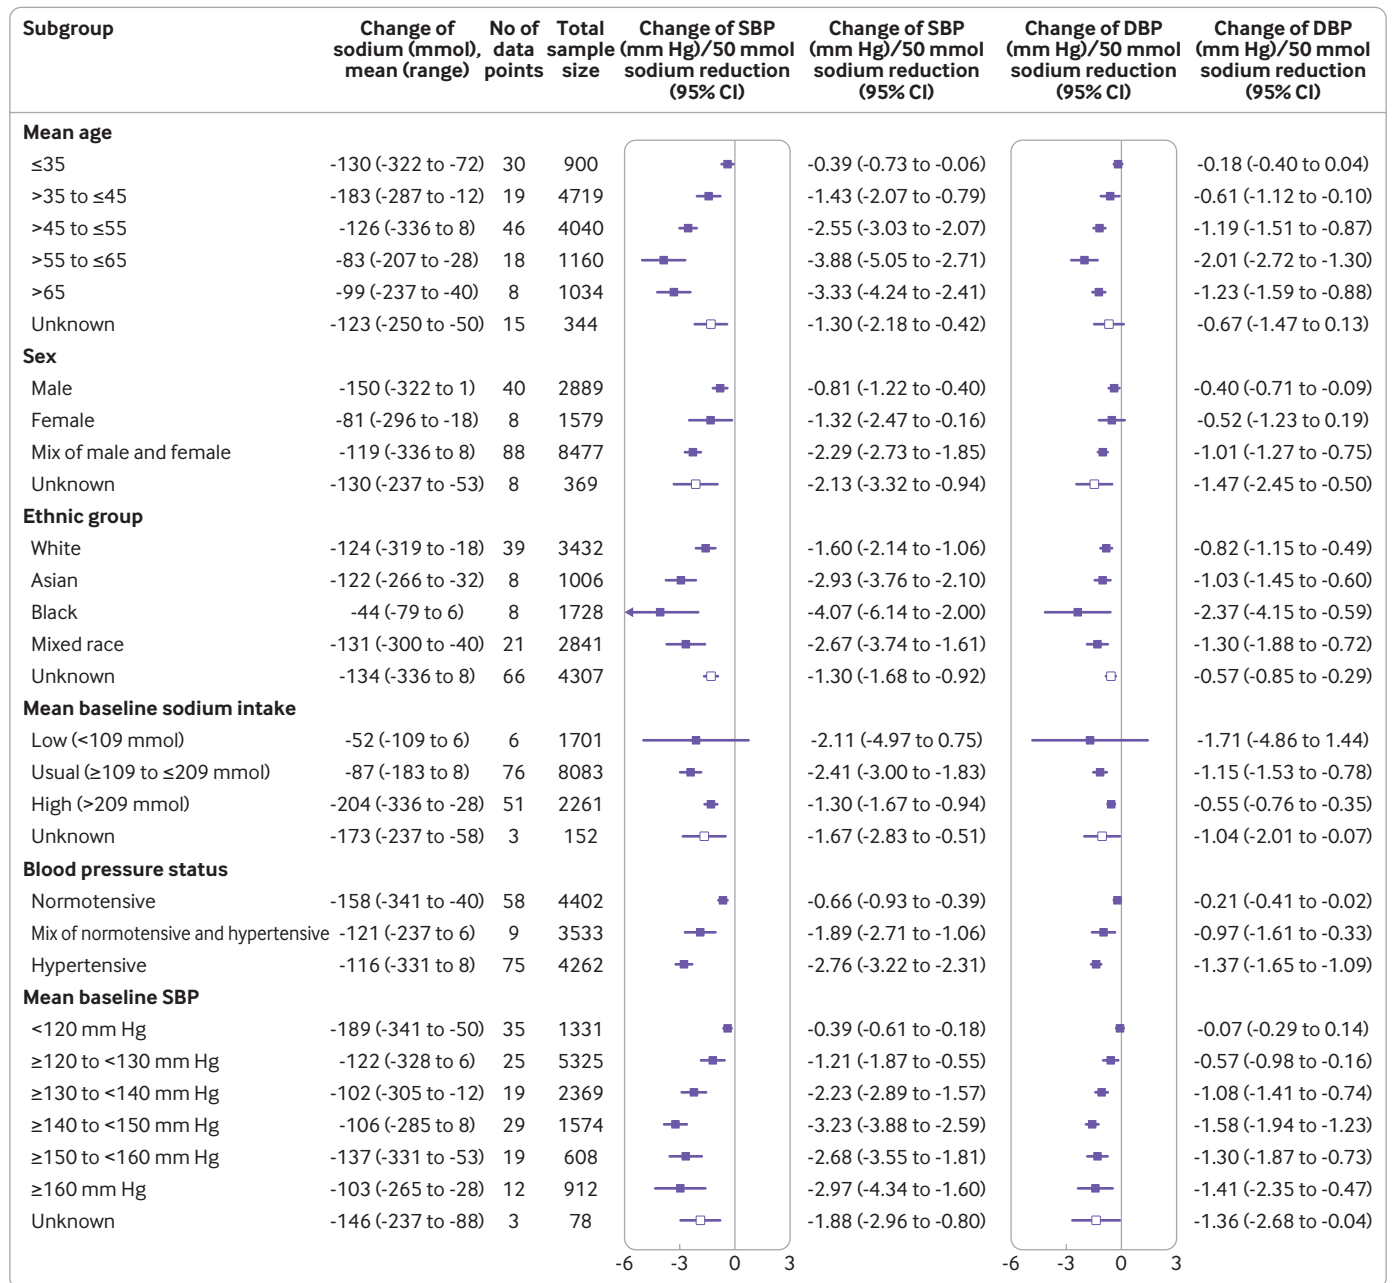 Subgroup Change of sodium (mmol), mean (range) No of data points Total sample size Change of SBP (mm Hg)/50 mmol sodium reduction (95% CI) Change of SBP (mm Hg)/50 mmol sodium reduction (95% CI) Change of DBP (mm Hg)/50 mmol sodium reduction (95% CI) Change of DBP (mm Hg)/50 mmol sodium reduction (95% CI)
Mean age
≤35 -130 (-322 to -72) 30 900 -0.39 (-0.73 to -0.06) -0.18 (-0.40 to 0.04)
>35 to ≤45 -183 (-287 to -12) 19 4719 -1.43 (-2.07 to -0.79) -0.61 (-1.12 to -0.10)
>45 to ≤55 -126 (-336 to 8) 46 4040 -2.55 (-3.03 to -2.07) -1.19 (-1.51 to -0.87)
>55 to ≤65 -83 (-207 to -28) 18 1160 -3.88 (-5.05 to -2.71) -2.01 (-2.72 to -1.30)
>65 -99 (-237 to -40) 8 1034 -3.33 (-4.24 to -2.41) -1.23 (-1.59 to -0.88)
Unknown -123 (-250 to -50) 15 344 -1.30 (-2.18 to -0.42) -0.67 (-1.47 to 0.13)
Sex
Male -150 (-322 to 1) 40 2889 -0.81 (-1.22 to -0.40) -0.40 (-0.71 to -0.09)
Female -81 (-296 to -18) 8 1579 -1.32 (-2.47 to -0.16) -0.52 (-1.23 to 0.19)
Mix of male and female -119 (-336 to 8) 88 8477 -2.29 (-2.73 to -1.85) -1.01 (-1.27 to -0.75)
Unknown -130 (-237 to -53) 8 369 -2.13 (-3.32 to -0.94) -1.47 (-2.45 to -0.50)
Ethnic group
White -124 (-319 to -18) 39 3432 -1.60 (-2.14 to -1.06) -0.82 (-1.15 to -0.49)
Asian -122 (-266 to -32) 8 1006 -2.93 (-3.76 to -2.10) -1.03 (-1.45 to -0.60)
Black -44 (-79 to 6) 8 1728 -4.07 (-6.14 to -2.00) -2.37 (-4.15 to -0.59)
Mixed race -131 (-300 to -40) 21 2841 -2.67 (-3.74 to -1.61) -1.30 (-1.88 to -0.72)
Unknown -134 (-336 to 8) 66 4307 -1.30 (-1.68 to -0.92) -0.57 (-0.85 to -0.29)
Mean baseline sodium intake
Low (<109 mmol) -52 (-109 to 6) 6 1701 -2.11 (-4.97 to 0.75) -1.71 (-4.86 to 1.44)
Usual (≥109 to ≤209 mmol) -87 (-183 to 8) 76 8083 -2.41 (-3.00 to -1.83) -1.15 (-1.53 to -0.78)
High (>209 mmol) -204 (-336 to -28) 51 2261 -1.30 (-1.67 to -0.94) -0.55 (-0.76 to -0.35)
Unknown -173 (-237 to -58) 3 152 -1.67 (-2.83 to -0.51) -1.04 (-2.01 to -0.07)
Blood pressure status
Normotensive -158 (-341 to -40) 58 4402 -0.66 (-0.93 to -0.39) -0.21 (-0.41 to -0.02)
Mix of normotensive and hypertensive -121 (-237 to 6) 9 3533 -1.89 (-2.71 to -1.06) -0.97 (-1.61 to -0.33)
Hypertensive -116 (-331 to 8) 75 4262 -2.76 (-3.22 to -2.31) -1.37 (-1.65 to -1.09)
Mean baseline SBP
<120 mm Hg -189 (-341 to -50) 35 1331 -0.39 (-0.61 to -0.18) -0.07 (-0.29 to 0.14)
≥120 to <130 mm Hg -122 (-328 to 6) 25 5325 -1.21 (-1.87 to -0.55) -0.57 (-0.98 to -0.16)
≥130 to <140 mm Hg -102 (-305 to -12) 19 2369 -2.23 (-2.89 to -1.57) -1.08 (-1.41 to -0.74)
≥140 to <150 mm Hg -106 (-285 to 8) 29 1574 -3.23 (-3.88 to -2.59) -1.58 (-1.94 to -1.23)
≥150 to <160 mm Hg -137 (-331 to -53) 19 608 -2.68 (-3.55 to -1.81) -1.30 (-1.87 to -0.73)
≥160 mm Hg -103 (-265 to -28) 12 912 -2.97 (-4.34 to -1.60) -1.41 (-2.35 to -0.47)
Unknown -146 (-237 to -88) 3 78 -1.88 (-2.96 to -0.80) -1.36 (-2.68 to -0.04)
-6 -3 0 3 -6 -3 0 3